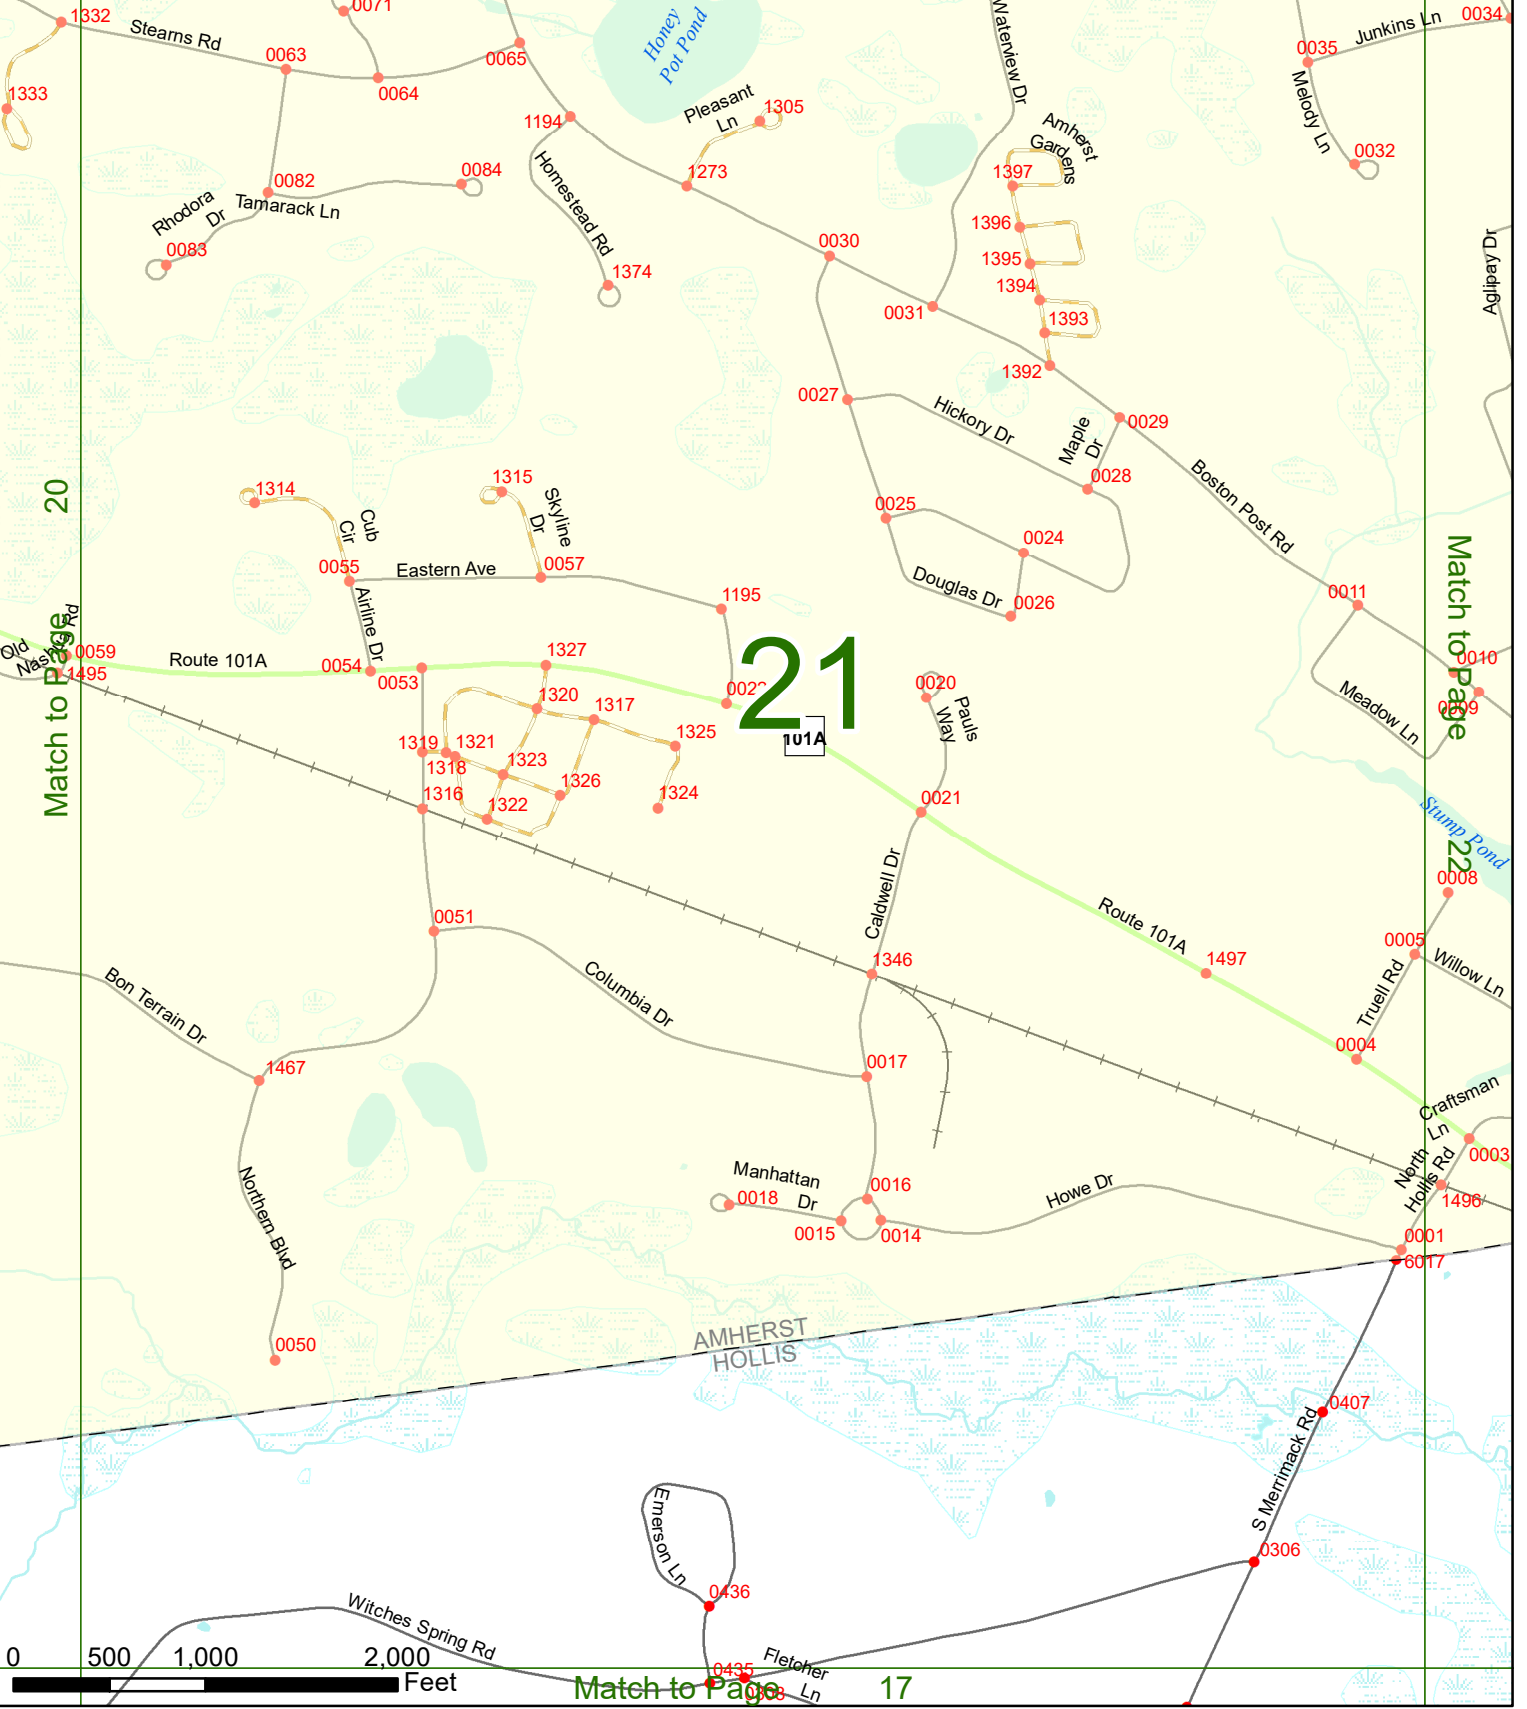 1332
0071
Stearns Rd
0063
0064
0065
Honey
Pot Pond
Waterview Dr
Junkins Ln
0034
0035
1333
1194
Pleasant
Ln
1305
Amherst
Gardens
Melody Ln
0032
0082
0084
Tamarack Ln
Rhodora
Dr
0083
Homestead Rd
1273
1374
1397
1396
1395
1394
1393
1392
0030
0031
Aglipay Dr
0027
Hickory Dr
Maple
Dr
0029
0028
Boston Post Rd
20
1314
Cub
Cir
1315
Skyline
Dr
0025
0024
0055
Eastern Ave
0057
Airline Dr
Douglas Dr
0026
1195
0011
Match to Page
22
Old
Nashua Rd
0059
1495
Match to Page
Route 101A
0054
0053
1327
21
101A
0020
Pauls
Way
0010
0009
Meadow Ln
1320
1317
1325
1319
1321
1318
1323
1326
1324
1316
1322
0021
Stump Pond
0008
Caldwell Dr
Route 101A
0051
1346
1497
0005
Willow Ln
Truell Rd
Bon Terrain Dr
Columbia Dr
0004
1467
0017
Craftsman
Ln
0003
North
Hollis Rd
1496
Northern Blvd
Manhattan
Dr
0018
0016
0015
0014
Howe Dr
0001
6017
0050
AMHERST
HOLLIS
0407
S Merrimack Rd
0306
Emerson Ln
0436
Witches Spring Rd
0435
Fletcher
Ln
0 500 1,000 2,000
Feet
Match to Page 17